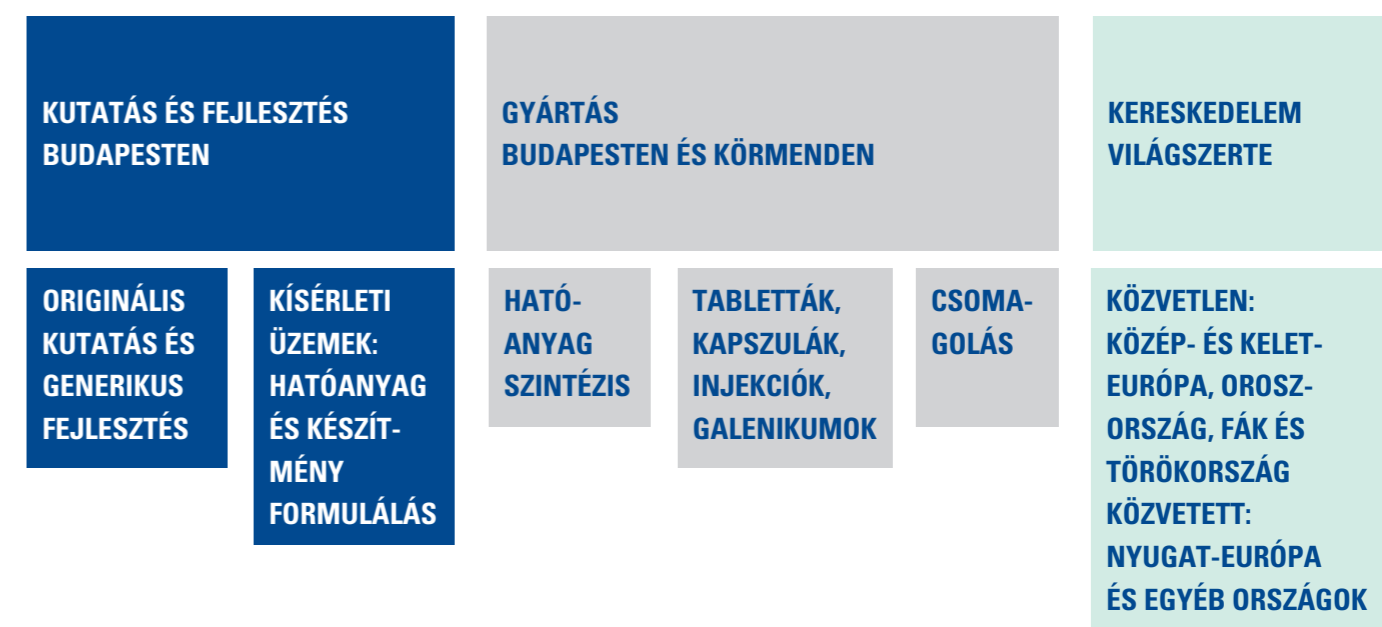 KUTATÁS ÉS FEJLESZTÉS
BUDAPESTEN
GYÁRTÁS
BUDAPESTEN ÉS KÖRMENDEN
KERESKEDELEM
VILÁGSZERTE
ORIGINÁLIS
KUTATÁS ÉS
GENERIKUS
FEJLESZTÉS
KÍSÉRLETI
ÜZEMEK:
HATÓANYAG
ÉS KÉSZÍT-
MÉNY
FORMULÁLÁS
HATÓ-
ANYAG
SZINTÉZIS
TABLETTÁK,
KAPSZULÁK,
INJEKCIÓK,
GALENIKUMOK
CSOMA-
GOLÁS
KÖZVETLEN:
KÖZÉP- ÉS KELET-
EURÓPA, OROSZ-
ORSZÁG, FÁK ÉS
TÖRÖKORSZÁG
KÖZVETETT:
NYUGAT-EURÓPA
ÉS EGYÉB ORSZÁGOK